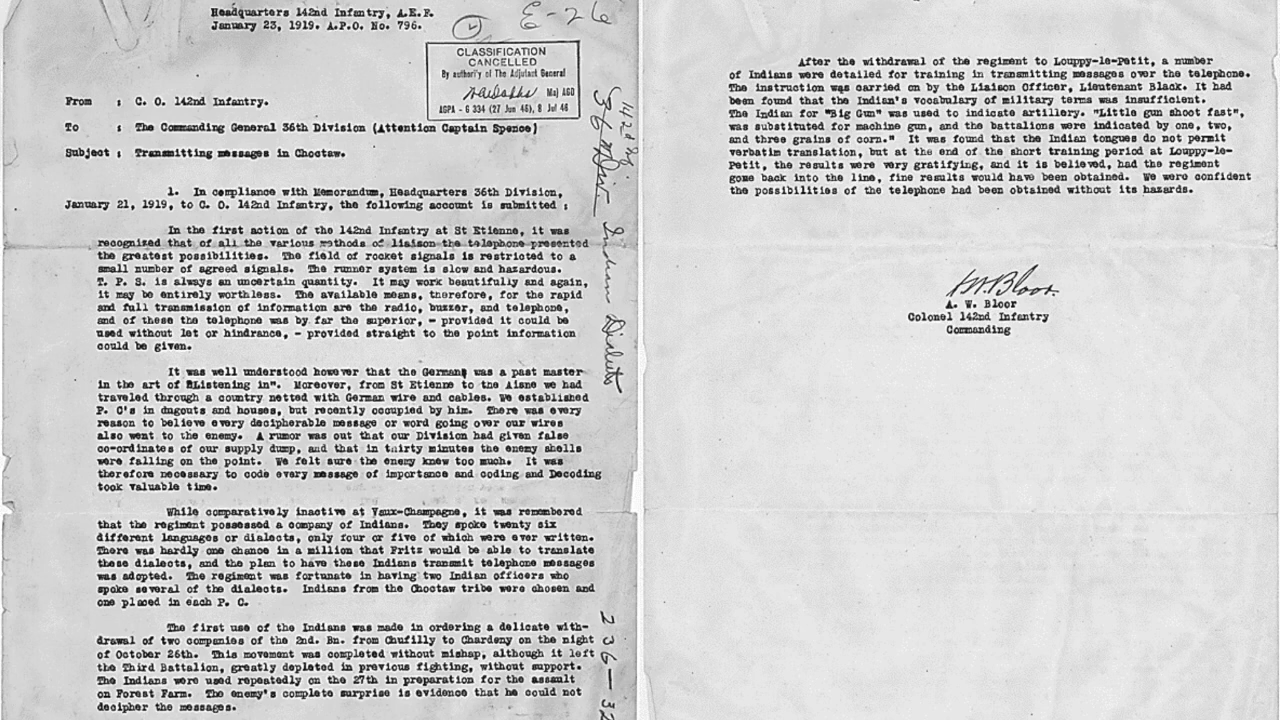 Headquarters 142nd Infantry, A.E.F.
January 23, 1919. A.P.O. No. 796.
E-26
CLASSIFICATION
CANCELLED
By authority of The Adjutant General
Maj AGO
AGPA - G 334 (27 Jun 46), 8 Jul 46
From : C. O. 142nd Infantry.
To : The Commanding General 36th Division (Attention Captain Spence)
Subject : Transmitting messages in Choctaw.
1. In compliance with Memorandum, Headquarters 36th Division,
January 21, 1919, to C. O. 142nd Infantry, the following account is submitted :
In the first action of the 142nd Infantry at St Etienne, it was
recognized that of all the various methods of liaison the telephone presented
the greatest possibilities. The field of rocket signals is restricted to a
small number of agreed signals. The runner system is slow and hazardous.
T. P. S. is always an uncertain quantity. It may work beautifully and again,
it may be entirely worthless. The available means, therefore, for the rapid
and full transmission of information are the radio, buzzer, and telephone,
and of these the telephone was by far the superior, - provided it could be
used without let or hindrance, - provided straight to the point information
could be given.
It was well understood however that the German was a past master
in the art of "Listening in". Moreover, from St Etienne to the Aisne we had
traveled through a country netted with German wire and cables. We established
P. C's in dugouts and houses, but recently occupied by him. There was every
reason to believe every decipherable message or word going over our wires
also went to the enemy. A rumor was out that our Division had given false
co-ordinates of our supply dump, and that in thirty minutes the enemy shells
were falling on the point. We felt sure the enemy knew too much. It was
therefore necessary to code every message of importance and coding and Decoding
took valuable time.
While comparatively inactive at Vaux-Champagne, it was remembered
that the regiment possessed a company of Indians. They spoke twenty six
different languages or dialects, only four or five of which were ever written.
There was hardly one chance in a million that Fritz would be able to translate
these dialects, and the plan to have these Indians transmit telephone messages
was adopted. The regiment was fortunate in having two Indian officers who
spoke several of the dialects. Indians from the Choctaw tribe were chosen and
one placed in each P. C.
The first use of the Indians was made in ordering a delicate with-
drawal of two companies of the 2nd. Bn. from Chufilly to Chardeny on the night
of October 26th. This movement was completed without mishap, although it left
the Third Battalion, greatly depleted in previous fighting, without support.
The Indians were used repeatedly on the 27th in preparation for the assault
on Forest Farm. The enemy's complete surprise is evidence that he could not
decipher the messages.
142d
36th Div Indian Dialects
236-32
After the withdrawal of the regiment to Louppy-le-Petit, a number
of Indians were detailed for training in transmitting messages over the telephone.
The instruction was carried on by the Liaison Officer, Lieutenant Black. It had
been found that the Indian's vocabulary of military terms was insufficient.
The Indian for "Big Gun" was used to indicate artillery. "Little gun shoot fast",
was substituted for machine gun, and the battalions were indicated by one, two,
and three grains of corn." It was found that the Indian tongues do not permit
verbatim translation, but at the end of the short training period at Louppy-le-
Petit, the results were very gratifying, and it is believed, had the regiment
gone back into the line, fine results would have been obtained. We were confident
the possibilities of the telephone had been obtained without its hazards.
A. W. Bloor
Colonel 142nd Infantry
Commanding